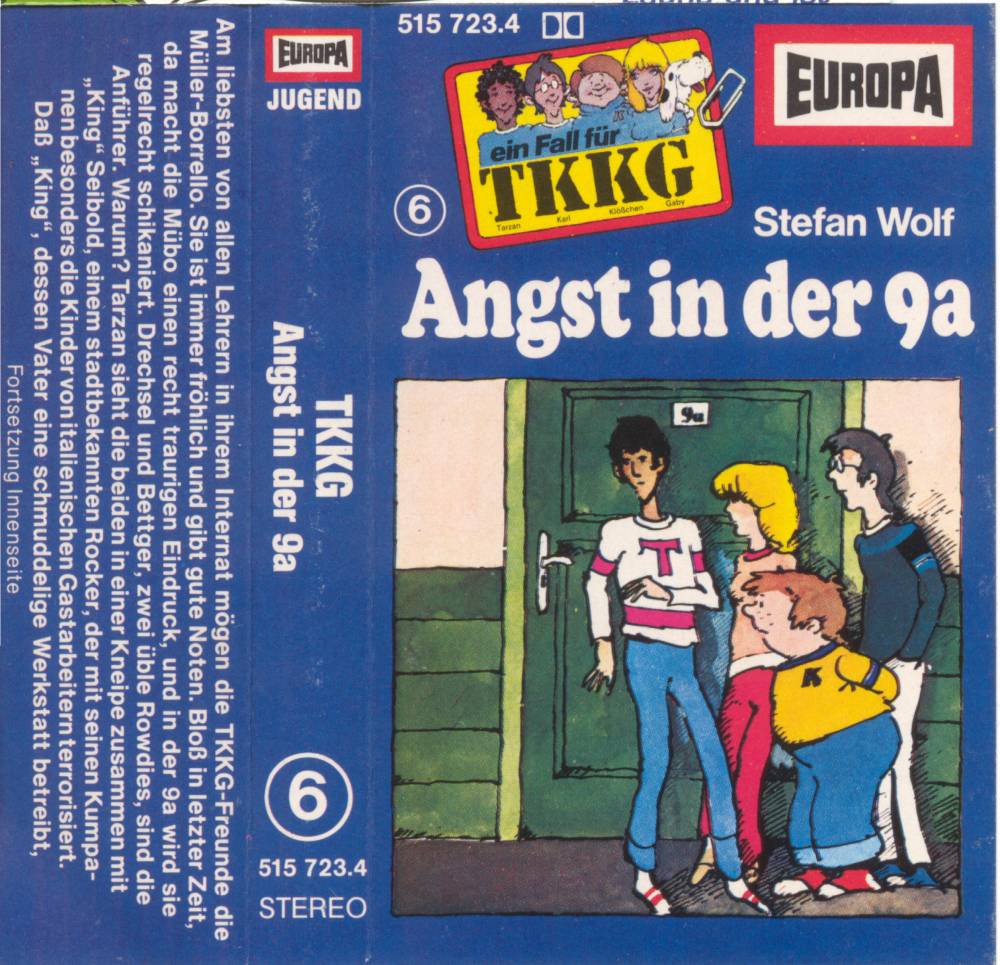 Am liebsten von allen Lehrern in ihrem Internat mögen die TKKG-Freunde die
Müller-Borrello. Sie ist immer fröhlich und gibt gute Noten. Bloß in letzter Zeit,
da macht die Mübo einen recht traurigen Eindruck, und in der 9a wird sie
regelrecht schikaniert. Drechsel und Bettger, zwei üble Rowdies, sind die
Anführer. Warum? Tarzan sieht die beiden in einer Kneipe zusammen mit
„King“ Seibold, einem stadtbekannten Rocker, der mit seinen Kumpa-
nen besonders die Kinder von italienischen Gastarbeitern terrorisiert.
Daß „King“, dessen Vater eine schmuddelige Werkstatt betreibt,
Fortsetzung Innenseite
EUROPA
JUGEND
TKKG
Angst in der 9a
6
515 723.4
STEREO
515 723.4
ein Fall für
TKKG
Tarzan Karl Klößchen Gaby
EUROPA
6
Stefan Wolf
Angst in der 9a
9a
T
K